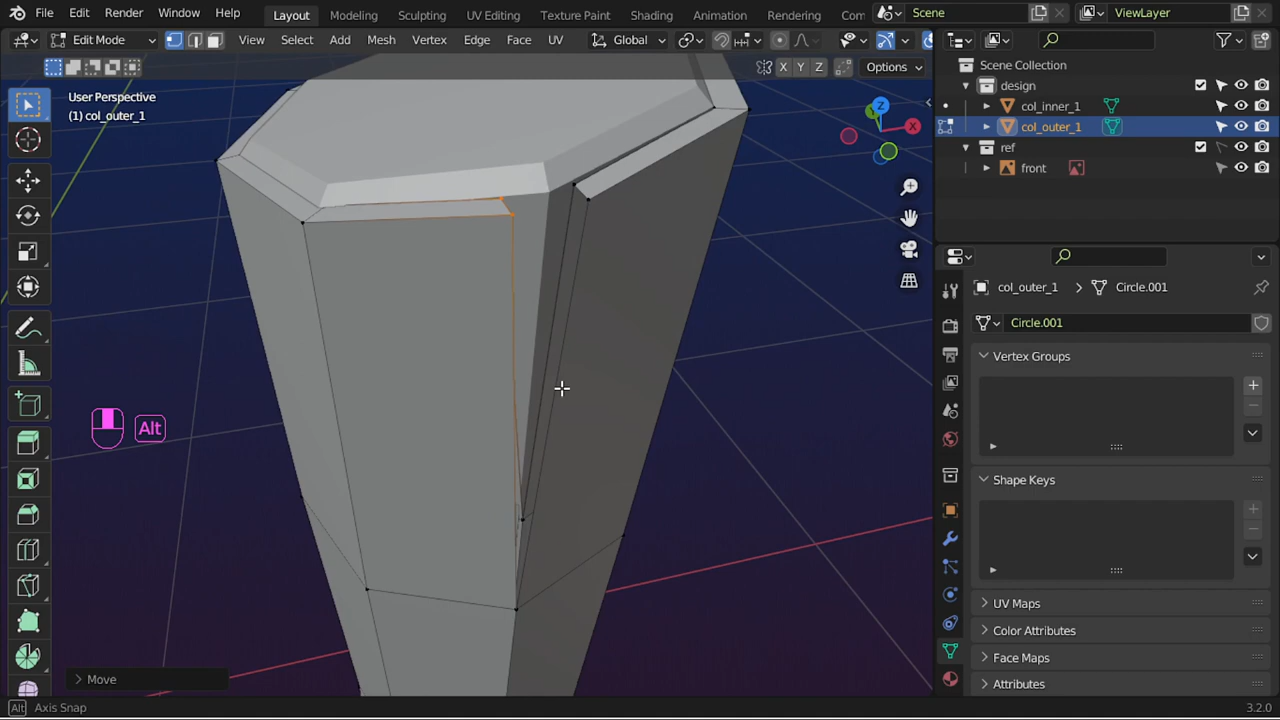 File Edit Render Window Help
Layout Modeling Sculpting UV Editing Texture Paint Shading Animation Rendering Com
Scene
ViewLayer
Edit Mode View Select Add Mesh Vertex Edge Face UV Global
X Y Z Options
User Perspective
(1) col_outer_1
Z
X
Y
Scene Collection
design
col_inner_1
col_outer_1
ref
front
col_outer_1 Circle.001
Circle.001
Vertex Groups
Shape Keys
UV Maps
Color Attributes
Face Maps
Attributes
Alt
Move
Alt Axis Snap
3.2.0